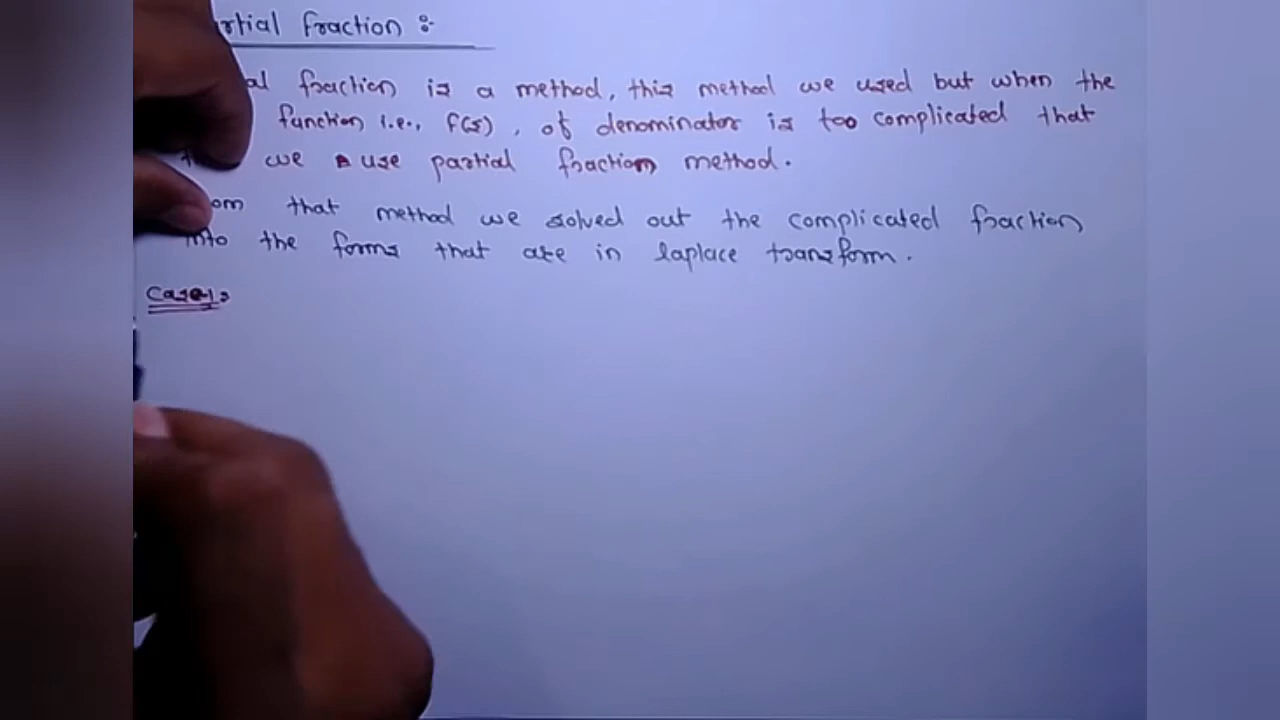 rtial fraction :
al fraction is a method, this method we used but when the
function i.e., F(s), of denominator is too complicated that
we use partial fraction method.
om that method we solved out the complicated fraction
into the forms that are in laplace transform.
Case1: